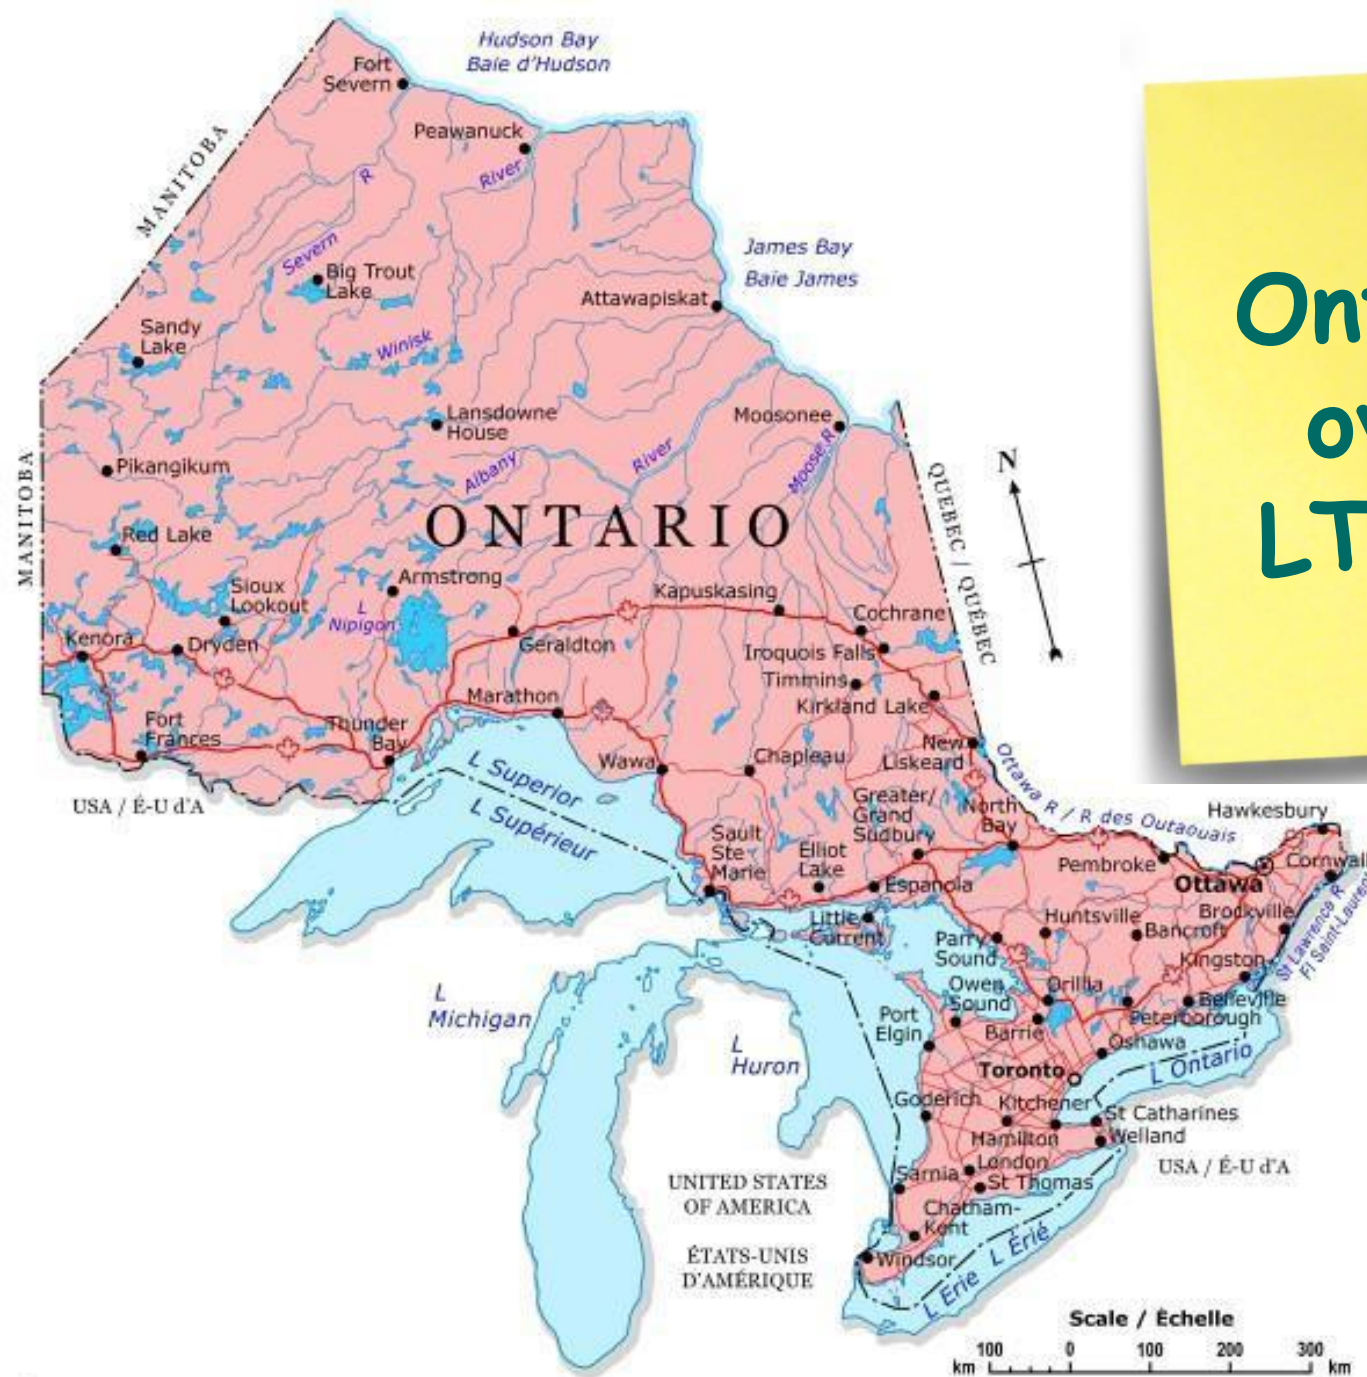 Hudson Bay
Baie d'Hudson
Fort
Severn
Peawanuck
MANITOBA
R
River
Severn
James Bay
Baie James
Big Trout
Lake
Attawapiskat
Sandy
Lake
Winisk
Lansdowne
House
Moosonee
Pikangikum
Albany
River
Moose R
MANITOBA
N
QUEBEC / QUÉBEC
ONTARIO
Red Lake
Armstrong
Sioux
Lookout
L
Nipigon
Kapuskasing
Cochrane
Kenora
Dryden
Geraldton
Iroquois Falls
Timmins
Marathon
Kirkland Lake
Fort
Frances
Thunder
Bay
Wawa
Chapleau
New
Liskeard
Ottawa R / R des Outaouais
L Superior
L Supérieur
USA / É-U d'A
Greater/
Grand
Sudbury
North
Bay
Hawkesbury
Sault
Ste
Marie
Elliot
Lake
Pembroke
Cornwall
Ottawa
Espanola
Little
Current
Huntsville
Bancroft
Brockville
St Lawrence R
Parry
Sound
Kingston
Owen
Sound
Orillia
Belleville
L
Michigan
Port
Elgin
Barrie
Peterborough
L
Huron
Oshawa
Toronto
L Ontario
Goderich
Kitchener
St Catharines
Hamilton
Welland
USA / É-U d'A
London
Sarnia
St Thomas
UNITED STATES
OF AMERICA
Chatham-
Kent
ÉTATS-UNIS
D'AMÉRIQUE
Windsor
L Erie L Érié
Scale / Échelle
100 0 100 200 300
km km
LT